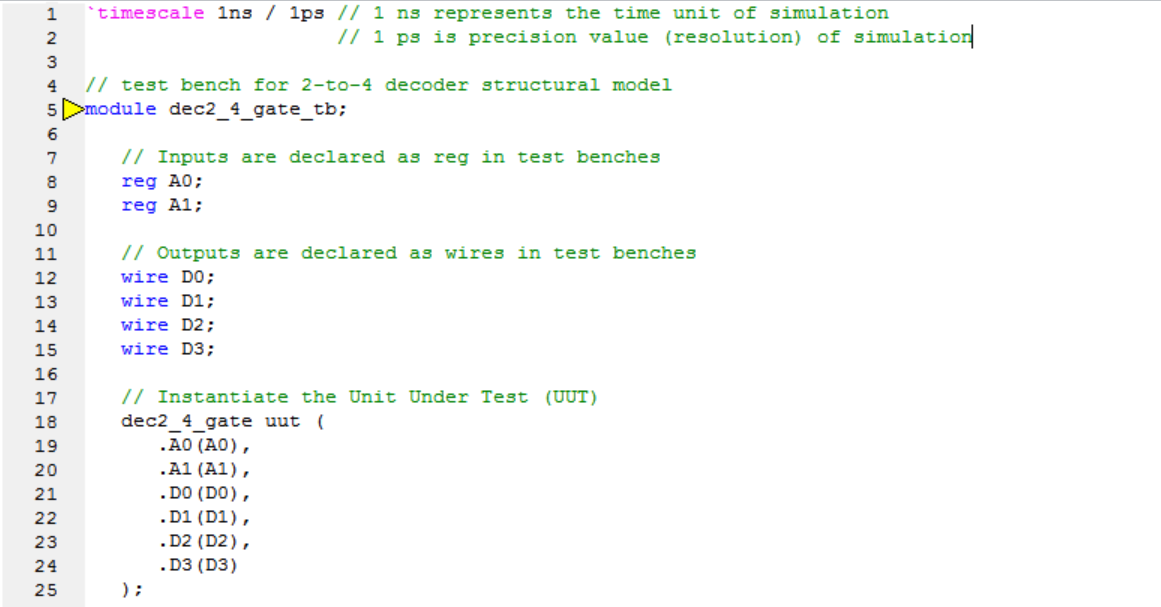 1 `timescale 1ns / 1ps // 1 ns represents the time unit of simulation
2 // 1 ps is precision value (resolution) of simulation
3
4 // test bench for 2-to-4 decoder structural model
5 module dec2_4_gate_tb;
6
7 // Inputs are declared as reg in test benches
8 reg A0;
9 reg A1;
10
11 // Outputs are declared as wires in test benches
12 wire D0;
13 wire D1;
14 wire D2;
15 wire D3;
16
17 // Instantiate the Unit Under Test (UUT)
18 dec2_4_gate uut (
19 .A0(A0),
20 .A1(A1),
21 .D0(D0),
22 .D1(D1),
23 .D2(D2),
24 .D3(D3)
25 );